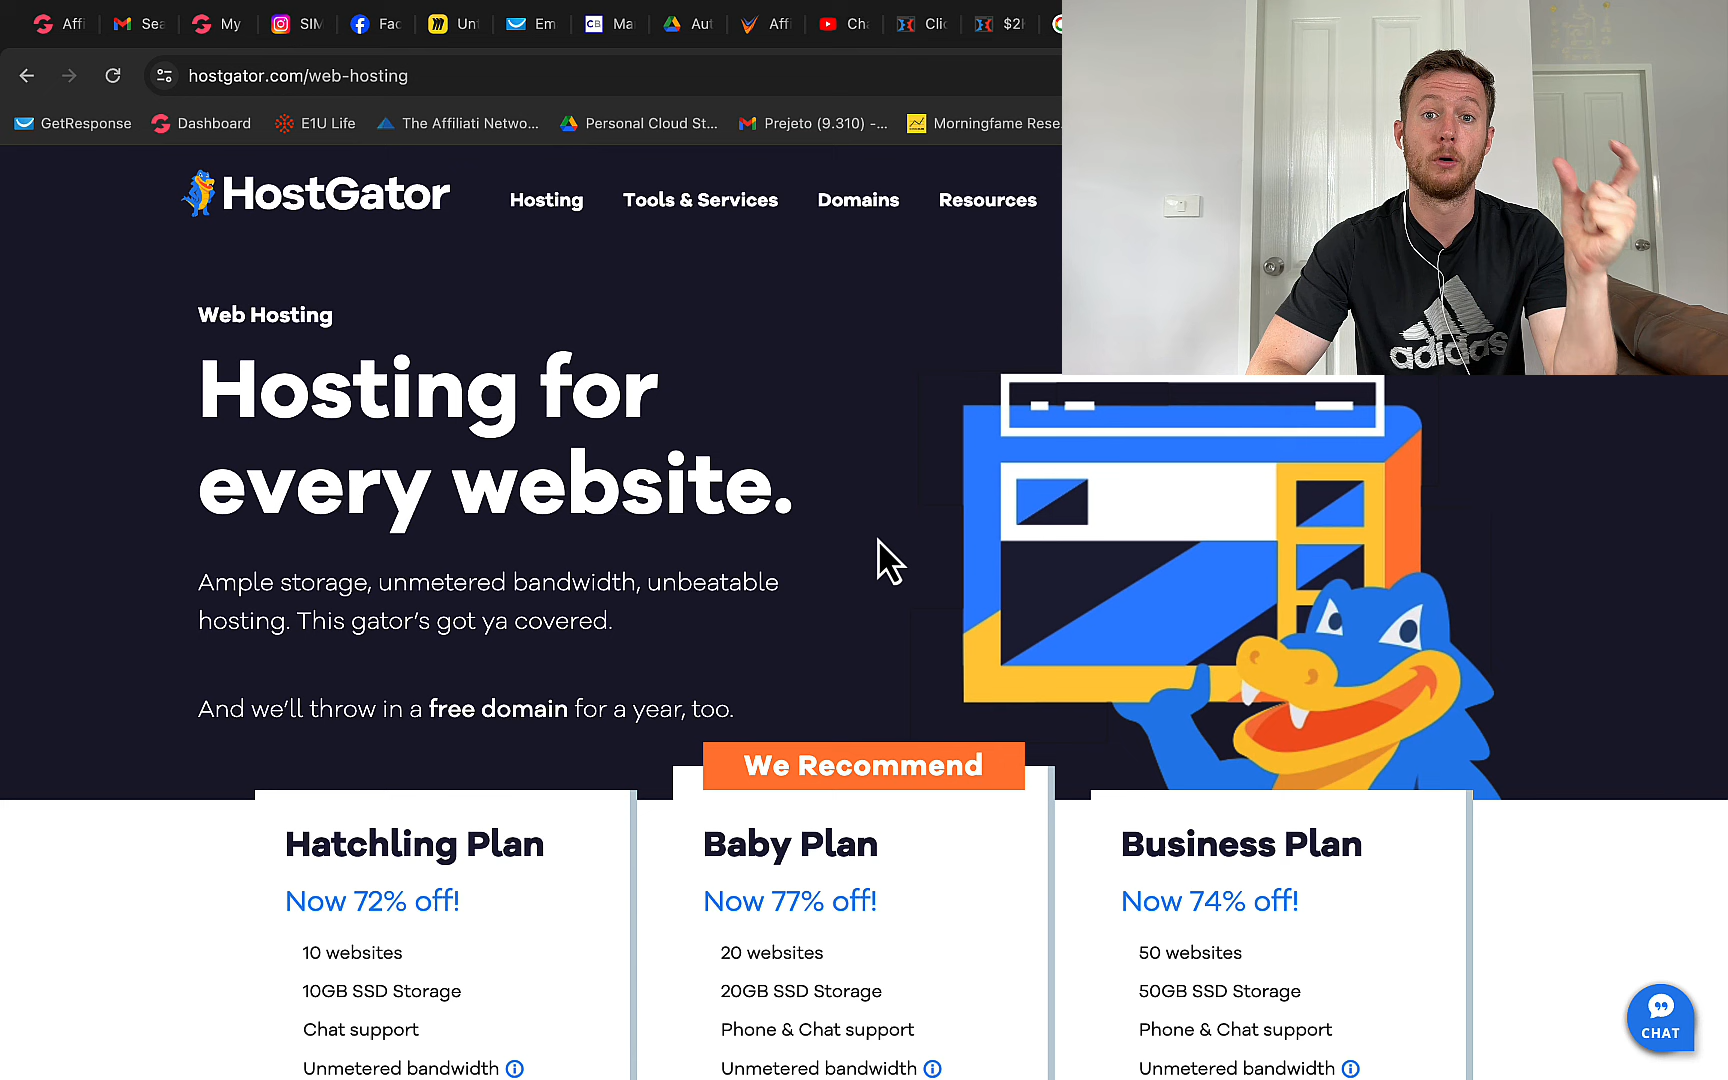 Affi
Sea
My
SIM
Fac
Unt
Em
CB
Ma
Aut
Affi
Cha
Clic
$2k
hostgator.com/web-hosting
GetResponse
Dashboard
E1U Life
The Affiliati Netwo...
Personal Cloud St...
Prejeto (9.310) -...
Morningfame Rese
HostGator
Hosting
Tools & Services
Domains
Resources
adidas
Web Hosting
Hosting for
every website.
Ample storage, unmetered bandwidth, unbeatable
hosting. This gator's got ya covered.
And we'll throw in a free domain for a year, too.
We Recommend
Hatchling Plan
Now 72% off!
10 websites
10GB SSD Storage
Chat support
Unmetered bandwidth
Baby Plan
Now 77% off!
20 websites
20GB SSD Storage
Phone & Chat support
Unmetered bandwidth
Business Plan
Now 74% off!
50 websites
50GB SSD Storage
Phone & Chat support
Unmetered bandwidth
CHAT